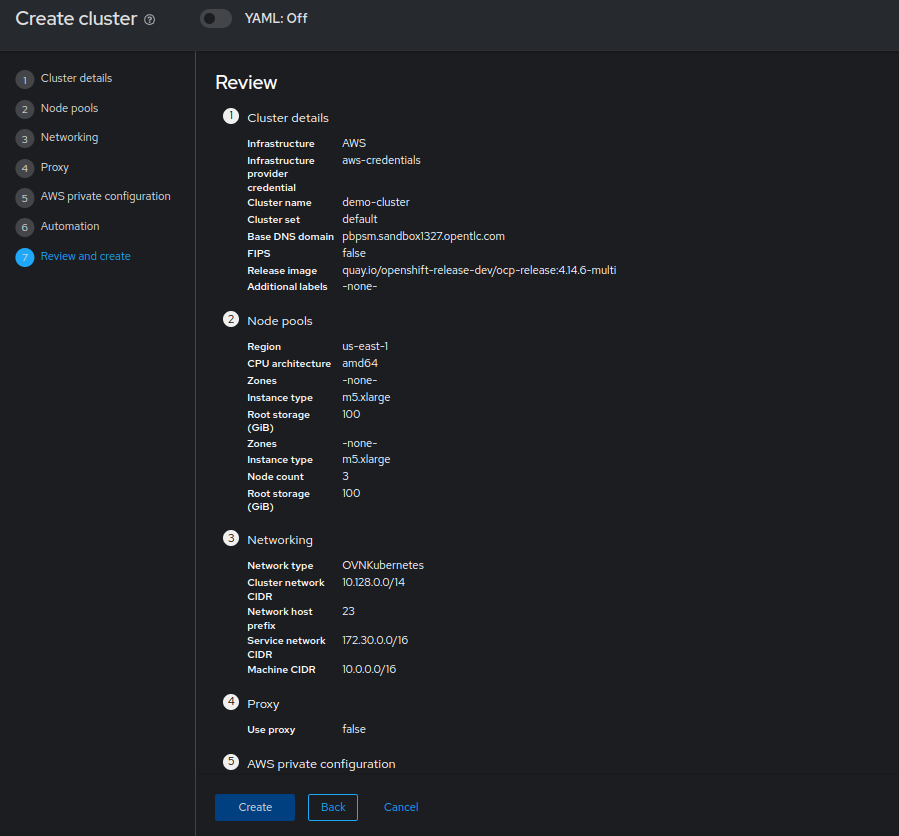 Create cluster
YAML: Off
1 Cluster details
2 Node pools
3 Networking
4 Proxy
5 AWS private configuration
6 Automation
7 Review and create
Review
1 Cluster details
Infrastructure AWS
Infrastructure provider credential aws-credentials
Cluster name demo-cluster
Cluster set default
Base DNS domain pbpsm.sandbox1327.opentlc.com
FIPS false
Release image quay.io/openshift-release-dev/ocp-release:4.14.6-multi
Additional labels -none-
2 Node pools
Region us-east-1
CPU architecture amd64
Zones -none-
Instance type m5.xlarge
Root storage (GiB) 100
Zones -none-
Instance type m5.xlarge
Node count 3
Root storage (GiB) 100
3 Networking
Network type OVNKubernetes
Cluster network CIDR 10.128.0.0/14
Network host prefix 23
Service network CIDR 172.30.0.0/16
Machine CIDR 10.0.0.0/16
4 Proxy
Use proxy false
5 AWS private configuration
Create Back Cancel